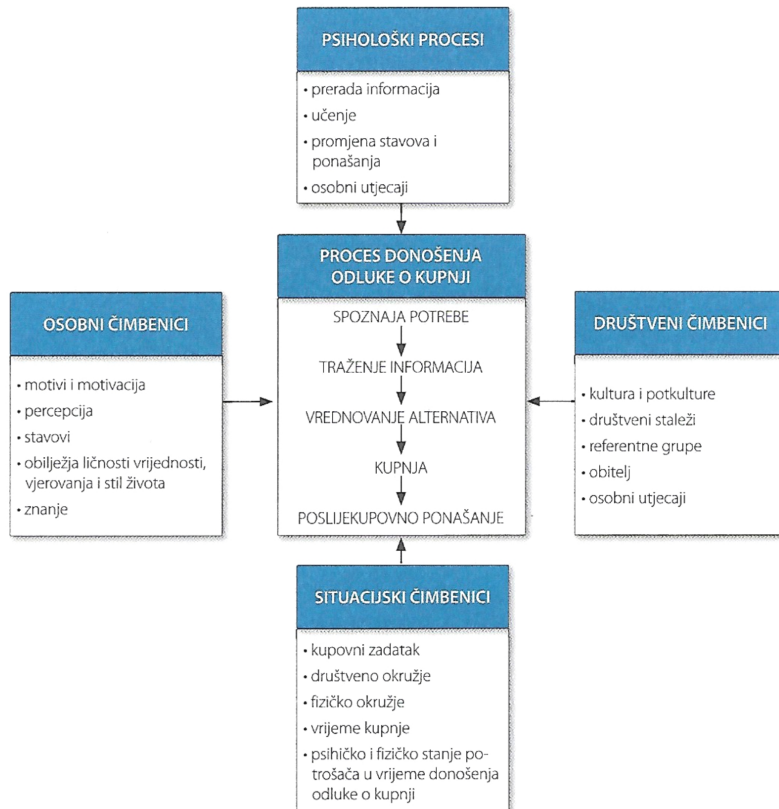 PSIHOLOŠKI PROCESI
• prerada informacija
• učenje
• promjena stavova i
ponašanja
• osobni utjecaji
PROCES DONOŠENJA
ODLUKE O KUPNJI
SPOZNAJA POTREBE
TRAŽENJE INFORMACIJA
VREDNOVANJE ALTERNATIVA
KUPNJA
POSLIJEKUPOVNO PONAŠANJE
OSOBNI ČIMBENICI
• motivi i motivacija
• percepcija
• stavovi
• obilježja ličnosti vrijednosti,
vjerovanja i stil života
• znanje
DRUŠTVENI ČIMBENICI
• kultura i potkulture
• društveni staleži
• referentne grupe
• obitelj
• osobni utjecaji
SITUACIJSKI ČIMBENICI
• kupovni zadatak
• društveno okružje
• fizičko okružje
• vrijeme kupnje
• psihičko i fizičko stanje po-
trošača u vrijeme donošenja
odluke o kupnji